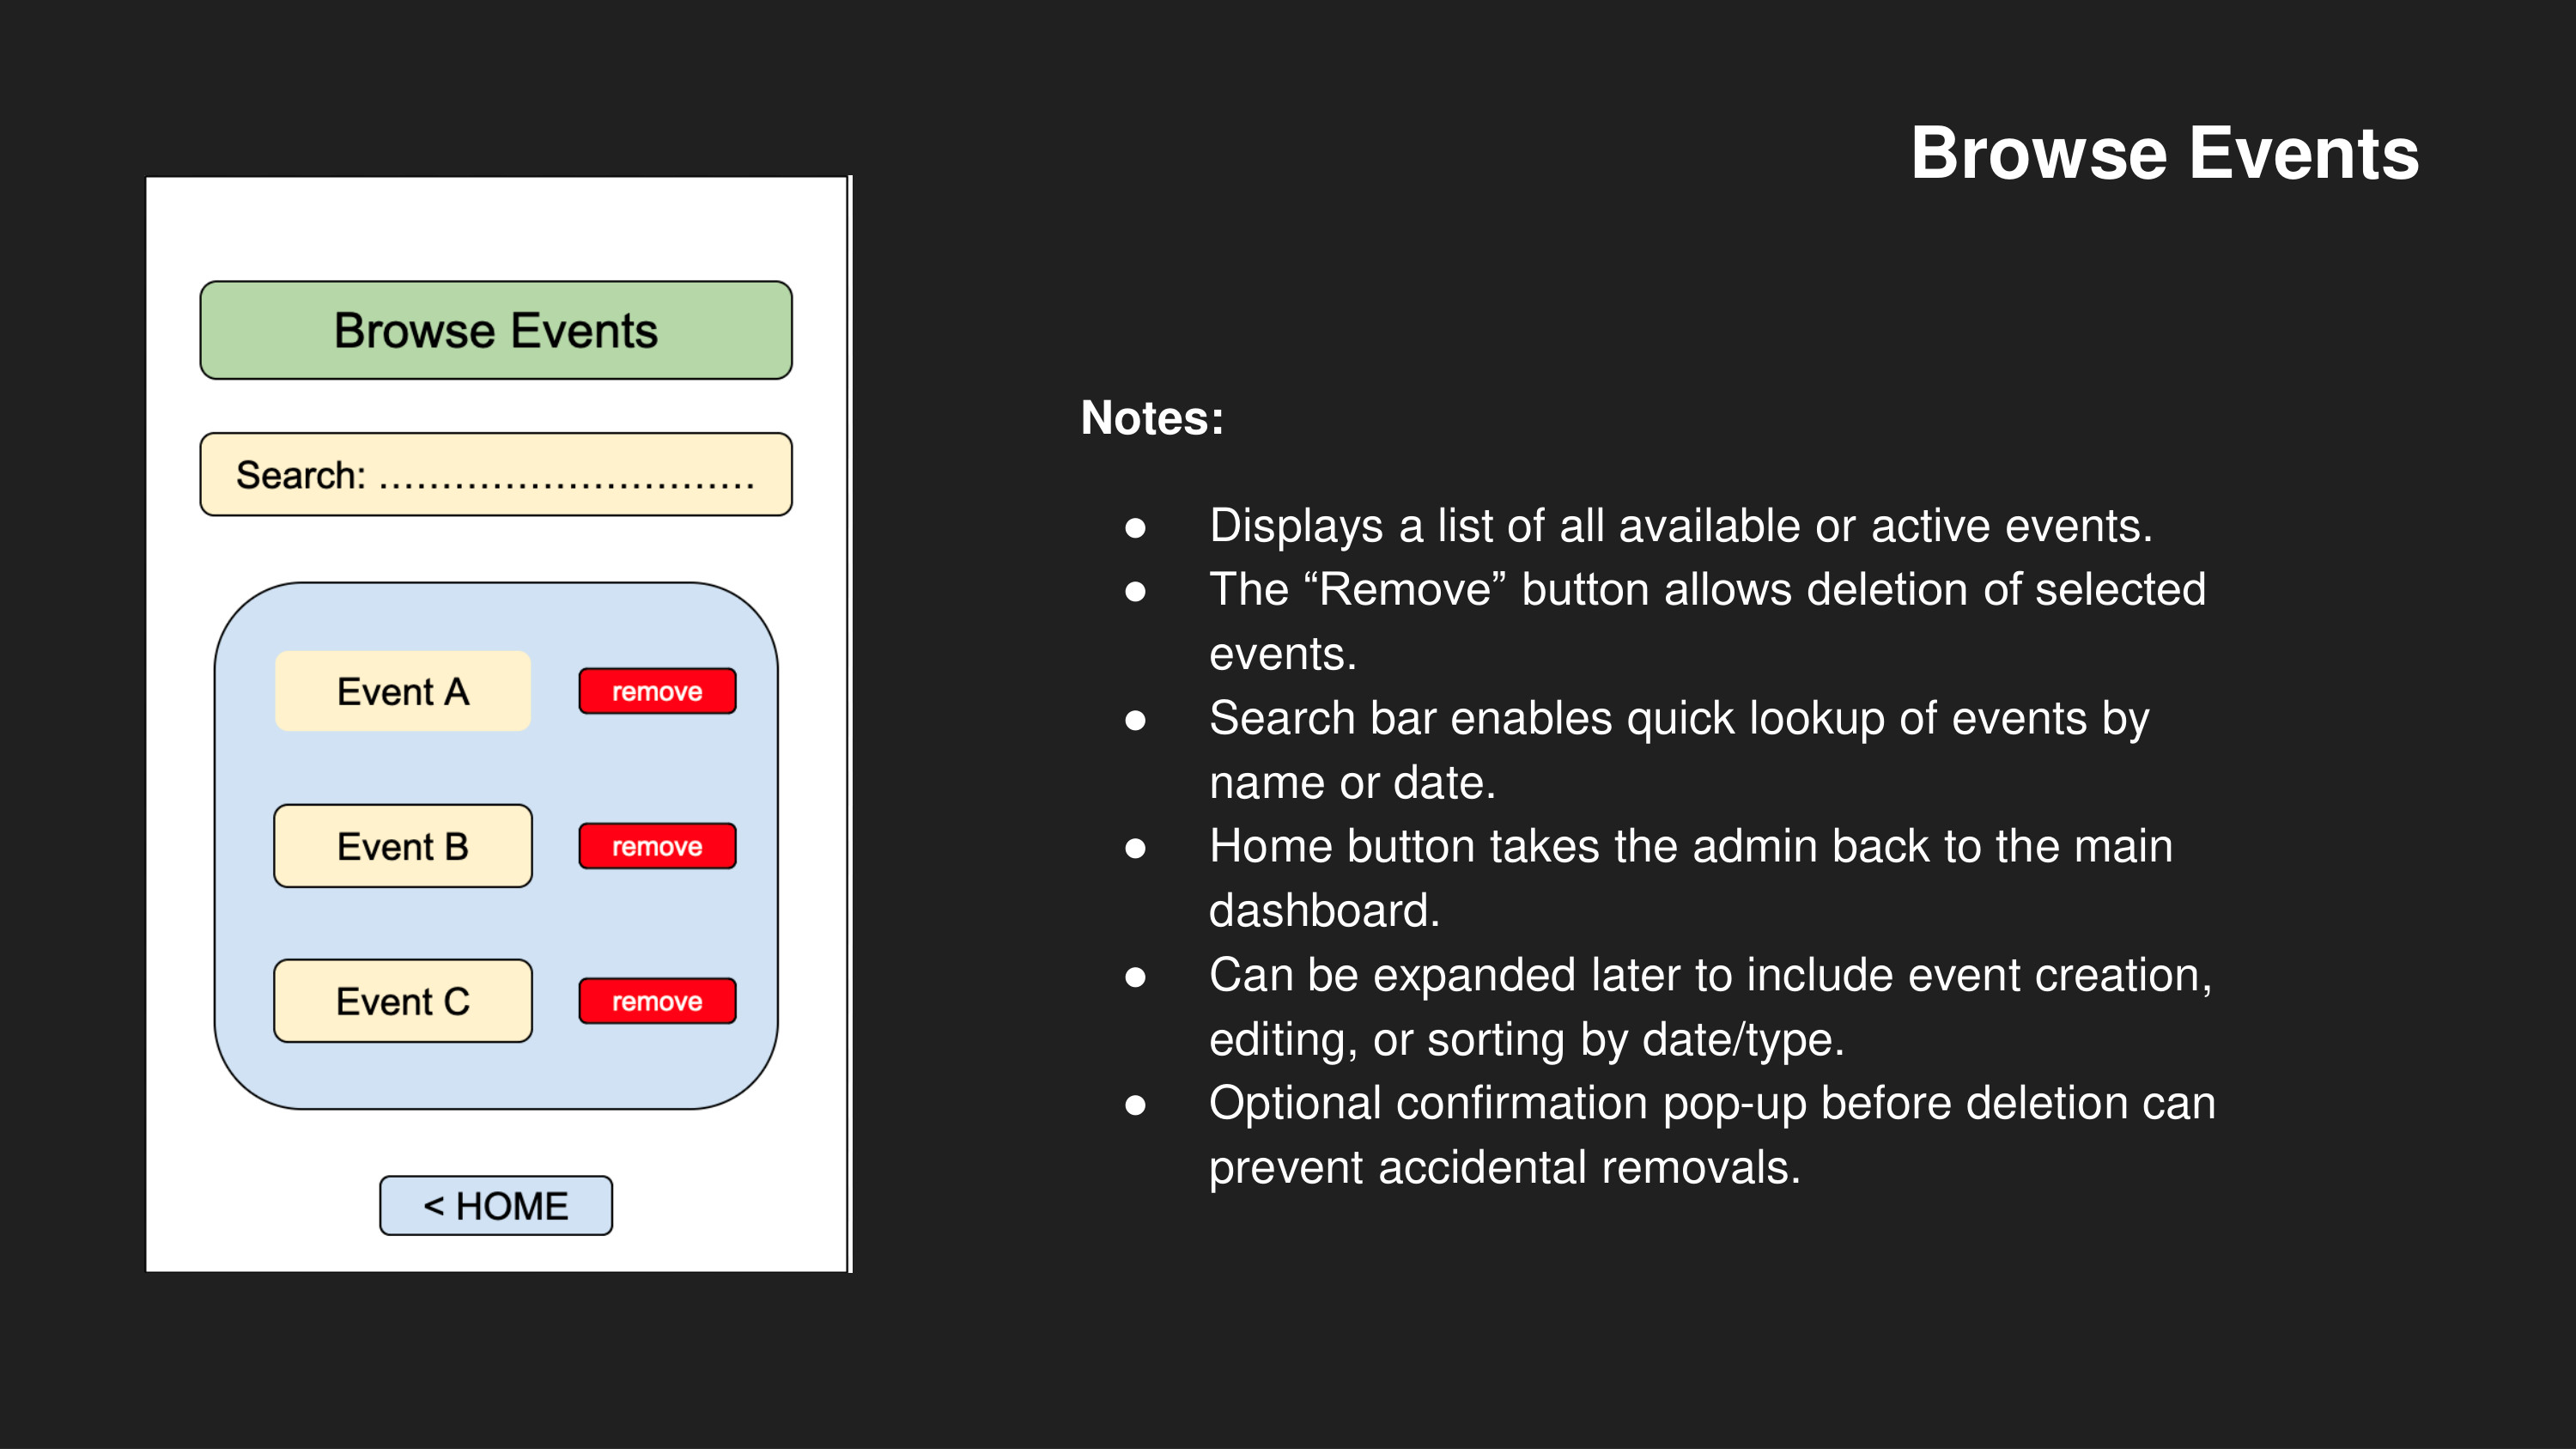 Browse Events
Browse Events
Search: ..............................
Event A
remove
Event B
remove
Event C
remove
< HOME
Notes:
● Displays a list of all available or active events.
● The “Remove” button allows deletion of selected
events.
● Search bar enables quick lookup of events by
name or date.
● Home button takes the admin back to the main
dashboard.
● Can be expanded later to include event creation,
editing, or sorting by date/type.
● Optional confirmation pop-up before deletion can
prevent accidental removals.